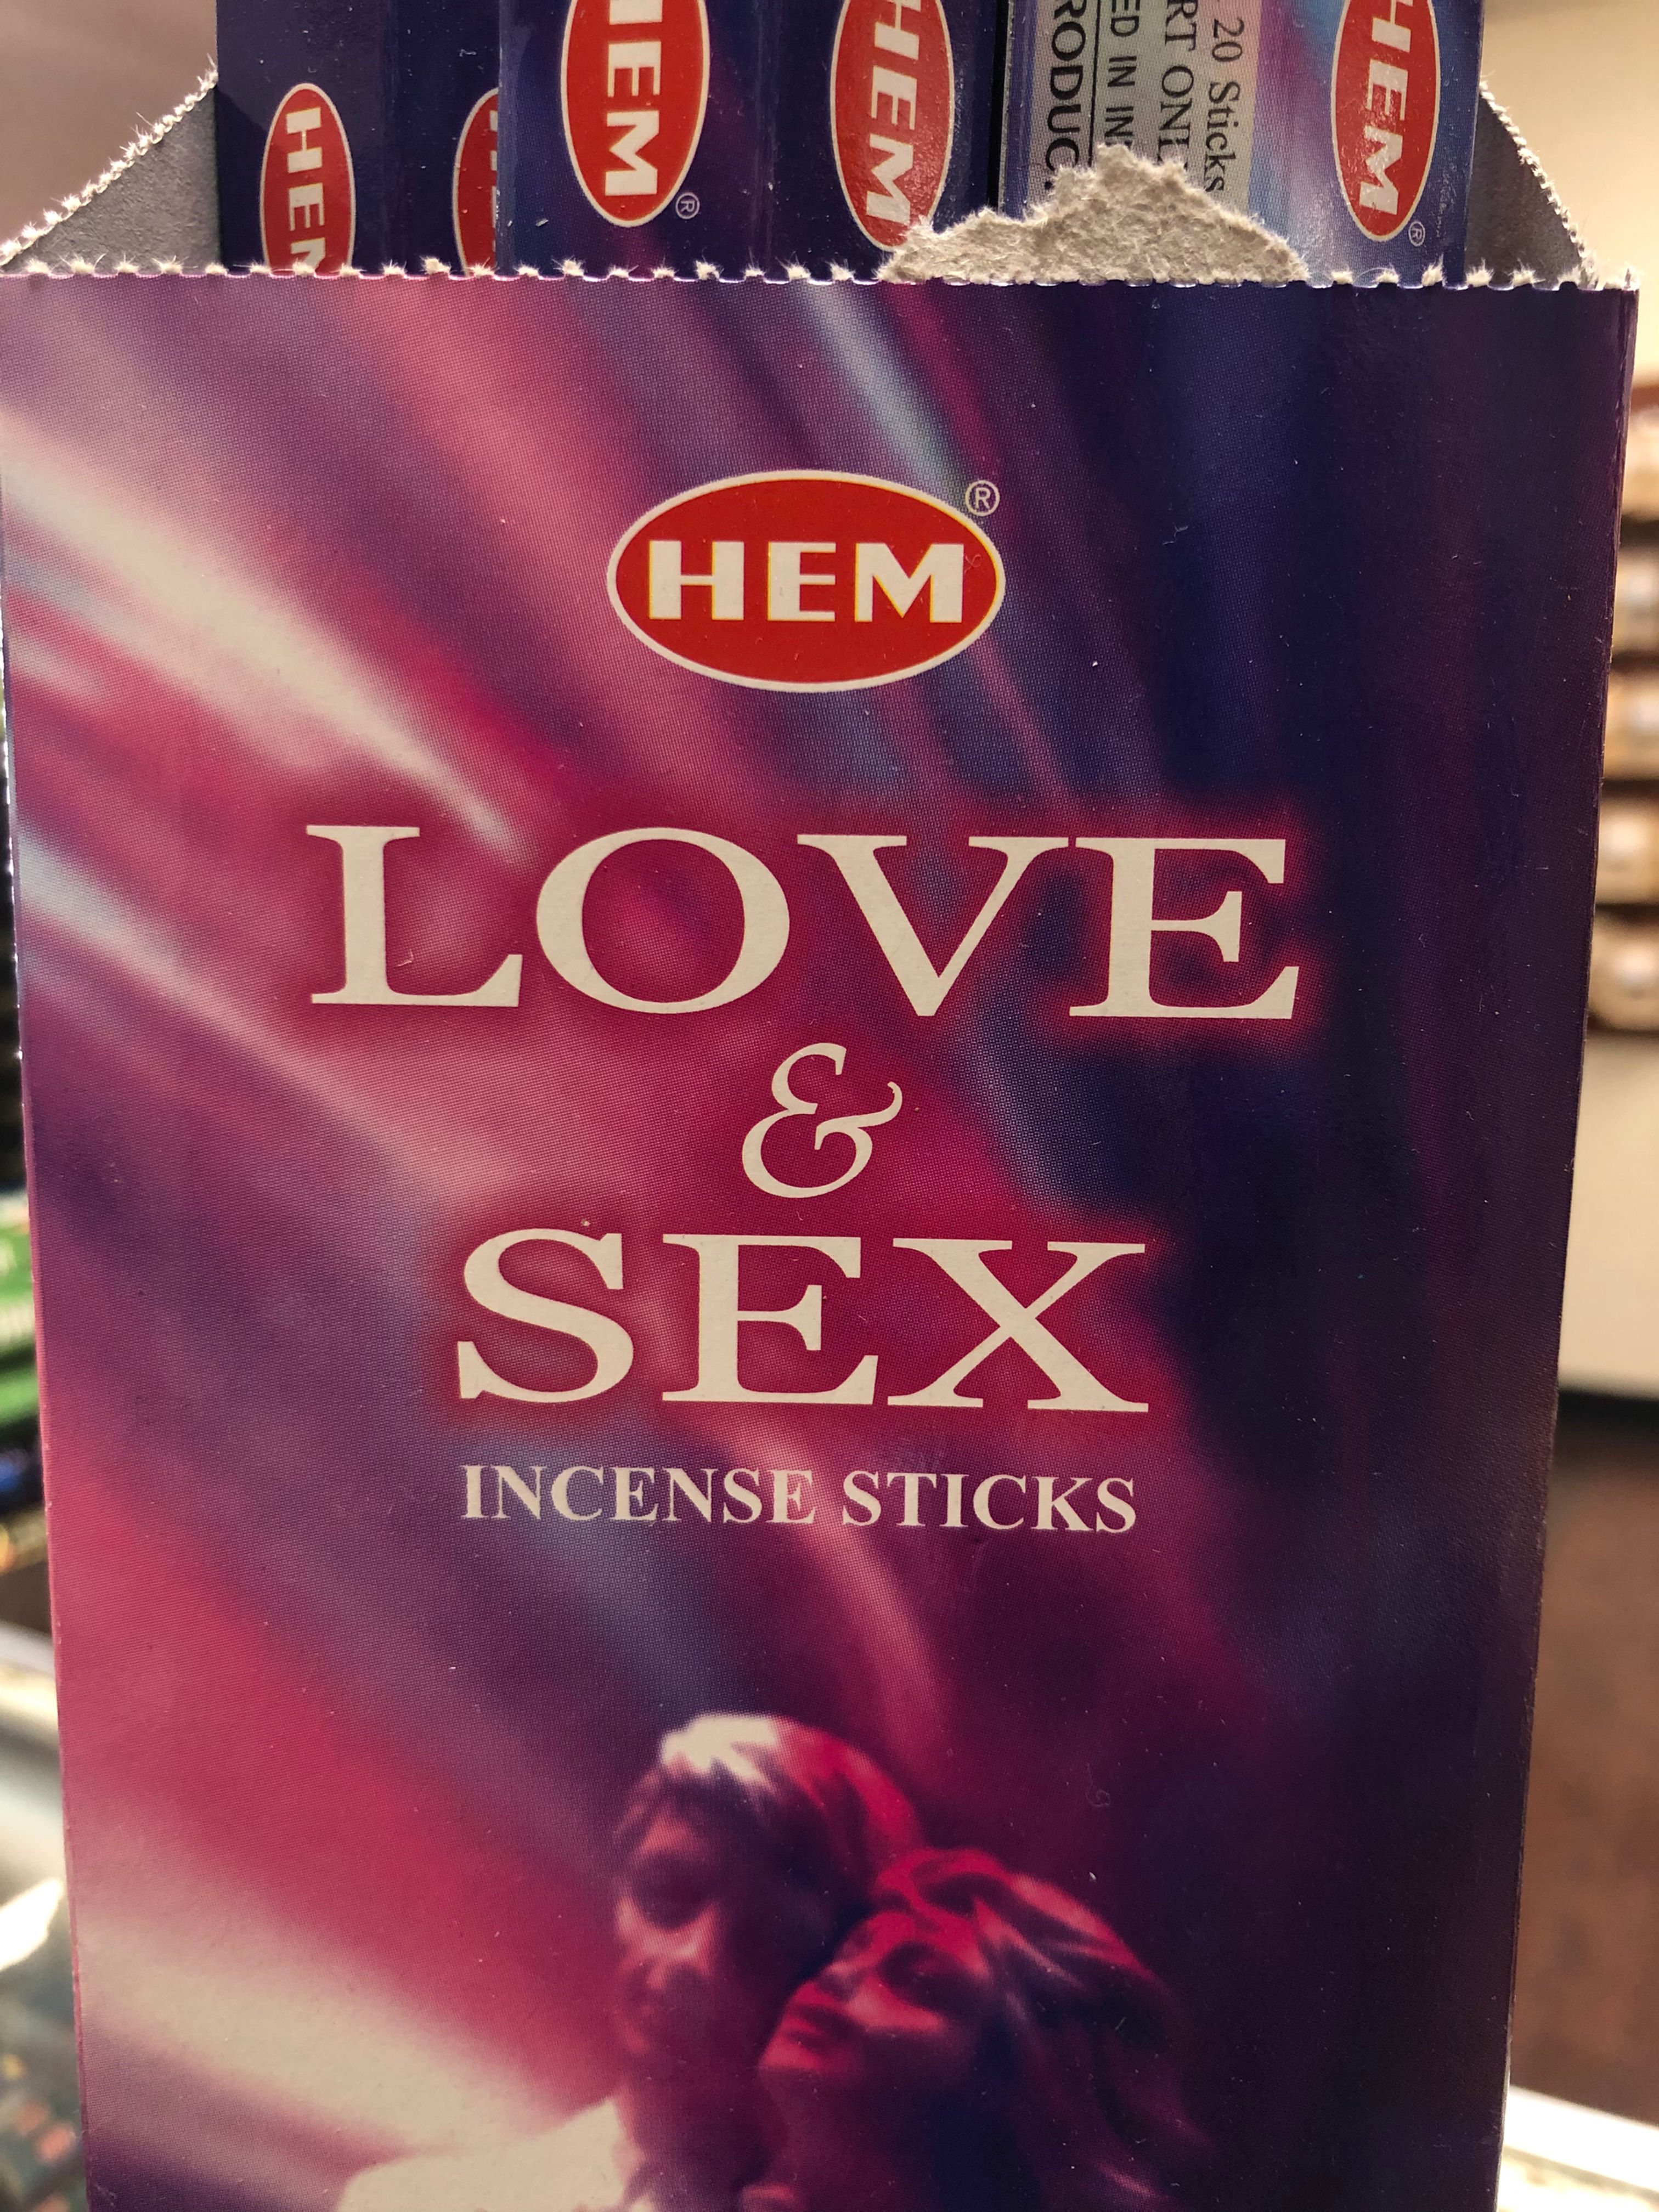 HEM
HEM
HEM ®
HEM
20 Sticks
HEM ®
HEM ®
LOVE
&
SEX
INCENSE STICKS